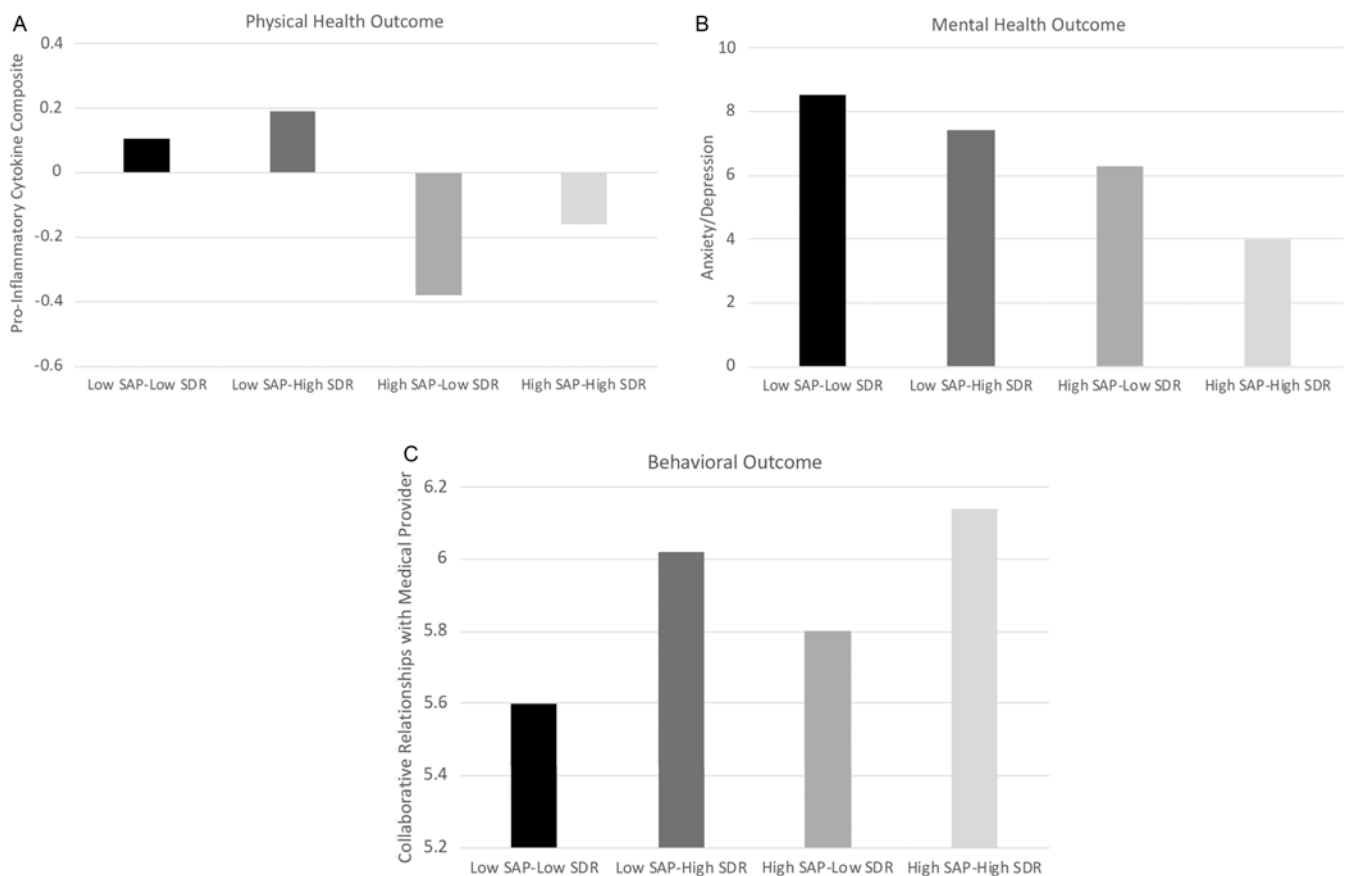 A
Physical Health Outcome
Pro-Inflammatory Cytokine Composite
0.4
0.2
0
-0.2
-0.4
-0.6
Low SAP-Low SDR
Low SAP-High SDR
High SAP-Low SDR
High SAP-High SDR
B
Mental Health Outcome
Anxiety/Depression
10
8
6
4
2
0
Low SAP-Low SDR
Low SAP-High SDR
High SAP-Low SDR
High SAP-High SDR
C
Behavioral Outcome
Collaborative Relationships with Medical Provider
6.2
6
5.8
5.6
5.4
5.2
Low SAP-Low SDR
Low SAP-High SDR
High SAP-Low SDR
High SAP-High SDR